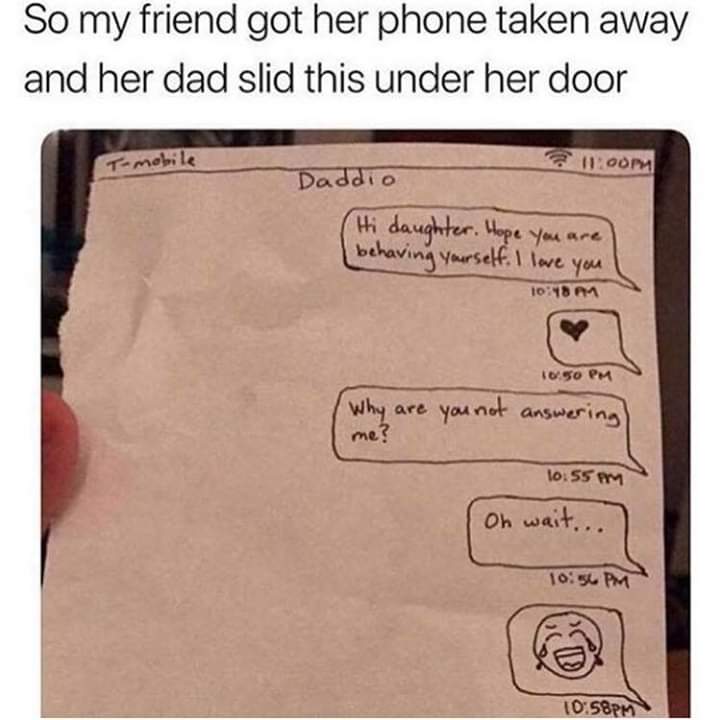 So my friend got her phone taken away
and her dad slid this under her door
T-mobile 11:00PM
Daddio
Hi daughter. Hope you are
behaving yourself. I love you
10:48 PM
10:50 PM
Why are you not answering
me?
10:55 PM
Oh wait...
10:56 PM
10:58PM